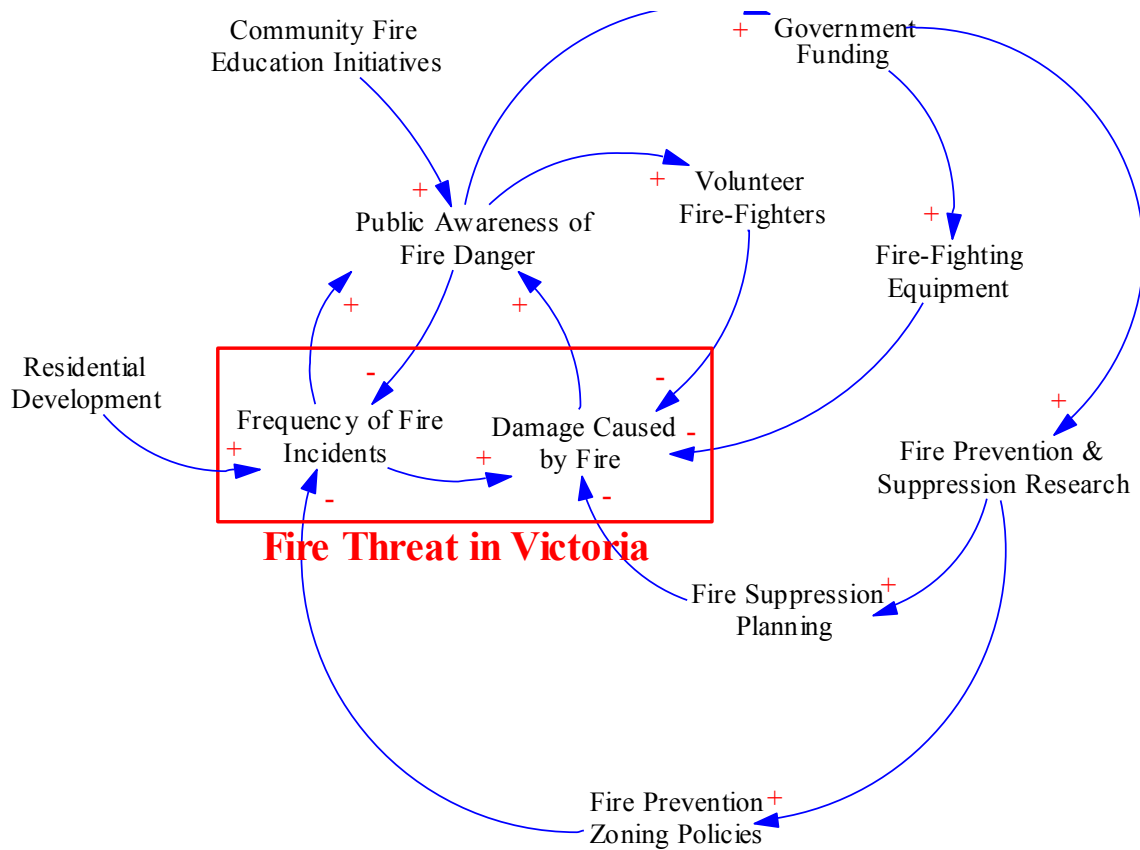 Community Fire
Education Initiatives
+
Government
Funding
+
+
Volunteer
Fire-Fighters
Public Awareness of
Fire Danger
+
Fire-Fighting
Equipment
+
+
Residential
Development
-
-
+
Frequency of Fire
Incidents
Damage Caused
by Fire
-
+
+
Fire Prevention &
Suppression Research
-
-
Fire Threat in Victoria
Fire Suppression
Planning
+
Fire Prevention
Zoning Policies
+